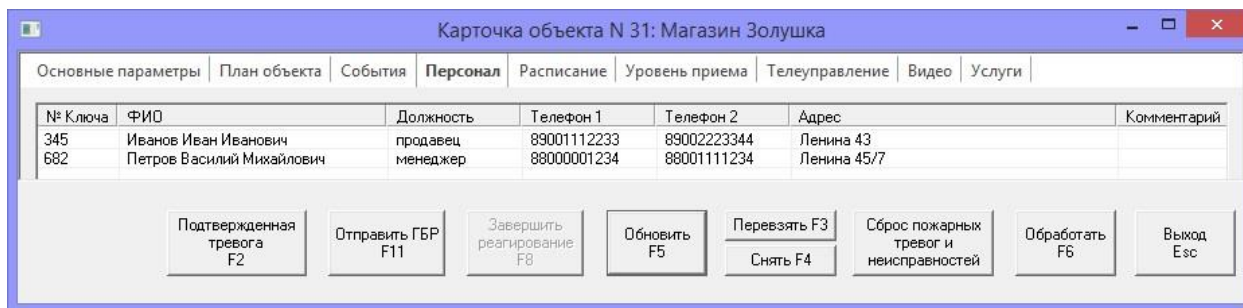 Карточка объекта N 31: Магазин Золушка
Основные параметры План объекта События Персонал Расписание Уровень приема Телеуправление Видео Услуги
№ Ключа ФИО Должность Телефон 1 Телефон 2 Адрес Комментарий
345 Иванов Иван Иванович продавец 89001112233 89002223344 Ленина 43
682 Петров Василий Михайлович менеджер 88000001234 88001111234 Ленина 45/7
Подтвержденная
тревога
F2
Отправить ГБР
F11
Завершить
реагирование
F8
Обновить
F5
Перевзять F3
Снять F4
Сброс пожарных
тревог и
неисправностей
Обработать
F6
Выход
Esc